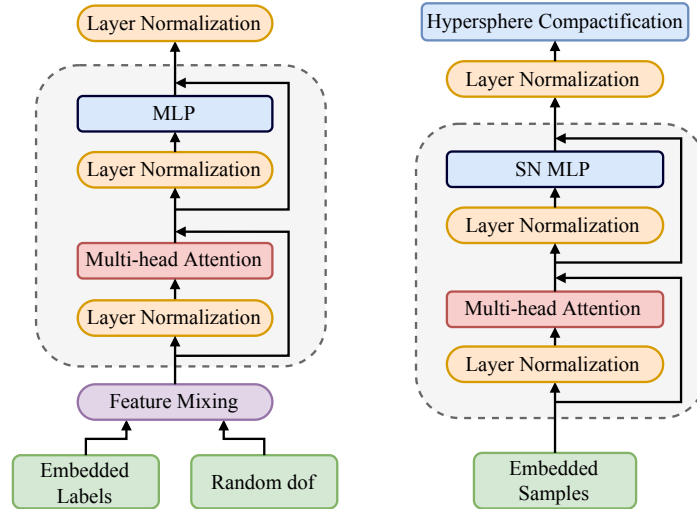 Layer Normalization
MLP
Layer Normalization
Multi-head Attention
Layer Normalization
Feature Mixing
Embedded
Labels
Random dof
Hypersphere Compactification
Layer Normalization
SN MLP
Layer Normalization
Multi-head Attention
Layer Normalization
Embedded
Samples